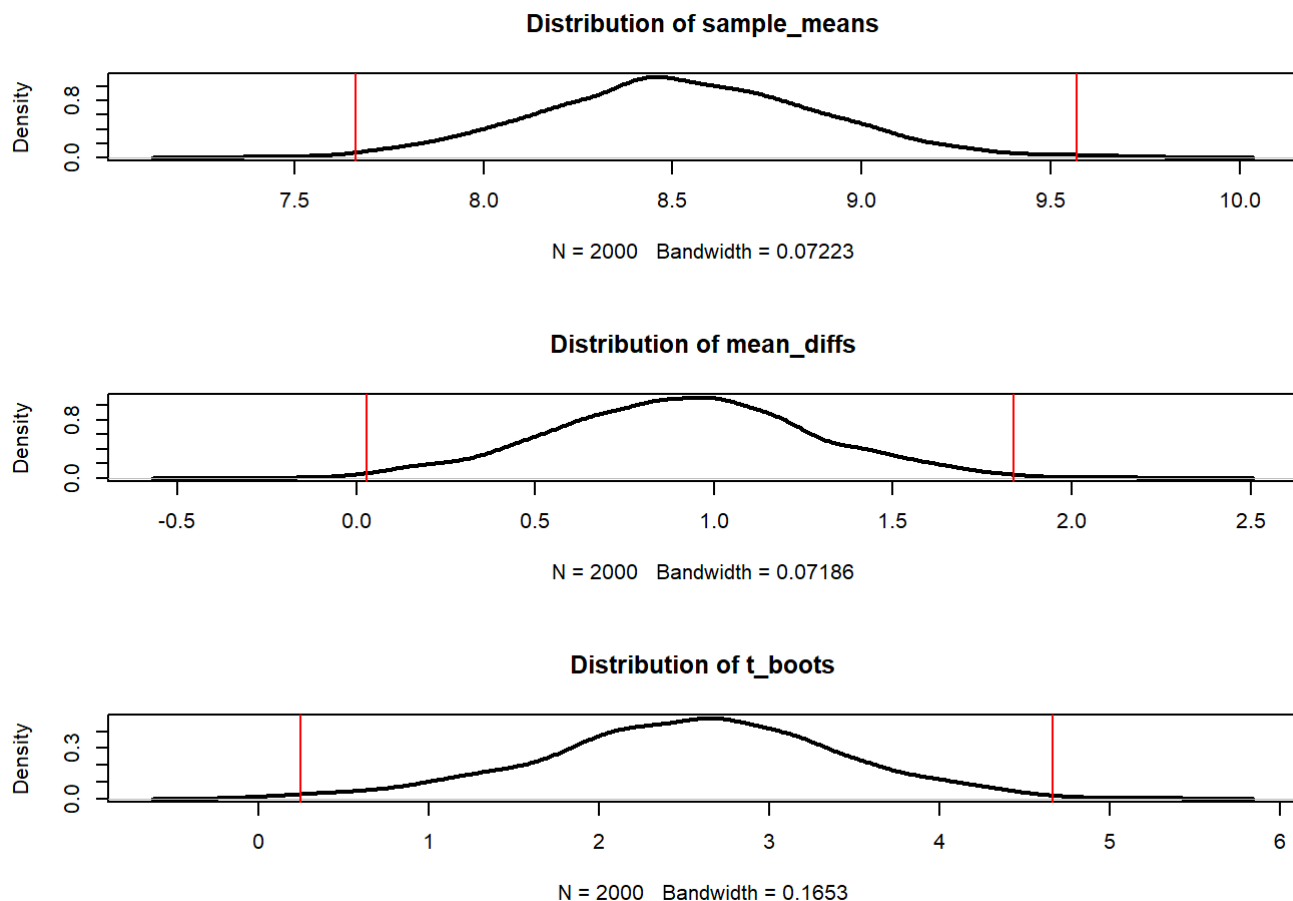 Distribution of sample_means
Density
0.0 0.8
7.5 8.0 8.5 9.0 9.5 10.0
N = 2000 Bandwidth = 0.07223
Distribution of mean_diffs
Density
0.0 0.8
-0.5 0.0 0.5 1.0 1.5 2.0 2.5
N = 2000 Bandwidth = 0.07186
Distribution of t_boots
Density
0.0 0.3
0 1 2 3 4 5 6
N = 2000 Bandwidth = 0.1653